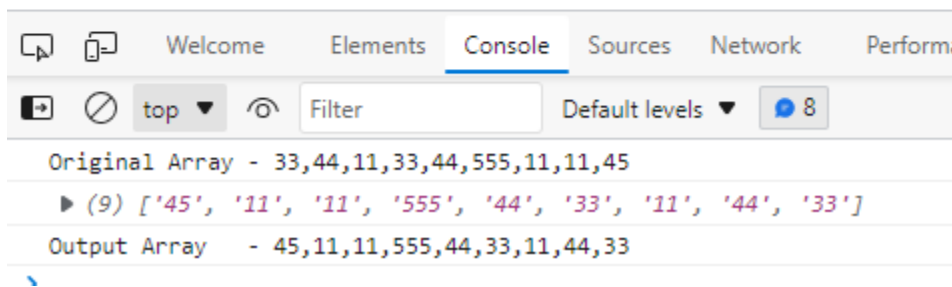 Welcome Elements Console Sources Network Performa
top ▼ Filter Default levels ▼ 8
Original Array - 33,44,11,33,44,555,11,11,45
▶ (9) ['45', '11', '11', '555', '44', '33', '11', '44', '33']
Output Array - 45,11,11,555,44,33,11,44,33